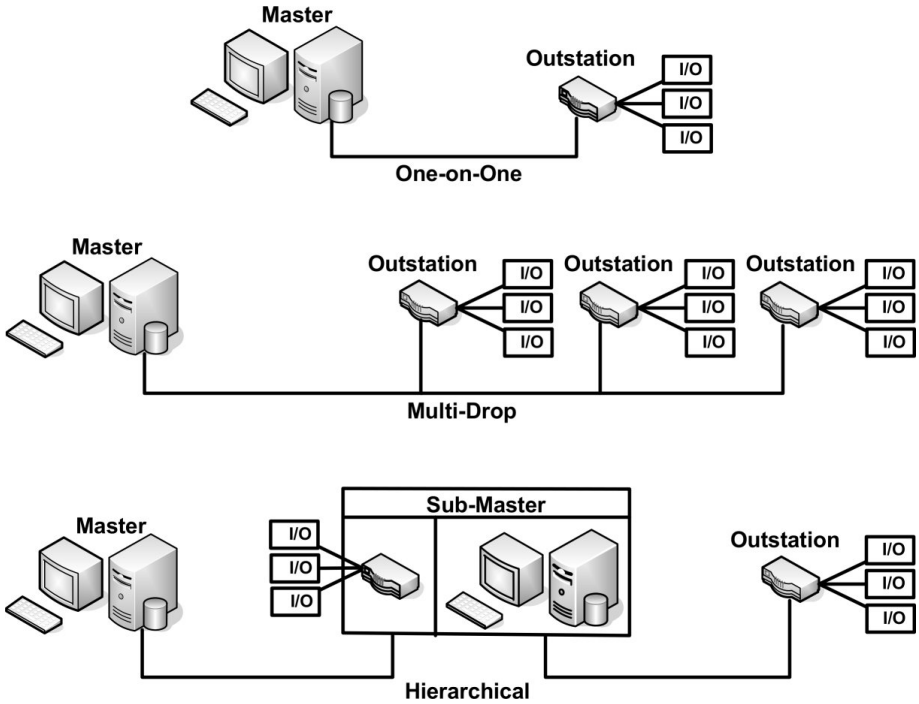 Master
Outstation
I/O
I/O
I/O
One-on-One
Master
Outstation
I/O
I/O
I/O
Outstation
I/O
I/O
I/O
Outstation
I/O
I/O
I/O
Multi-Drop
Master
I/O
I/O
I/O
Sub-Master
Outstation
I/O
I/O
I/O
Hierarchical